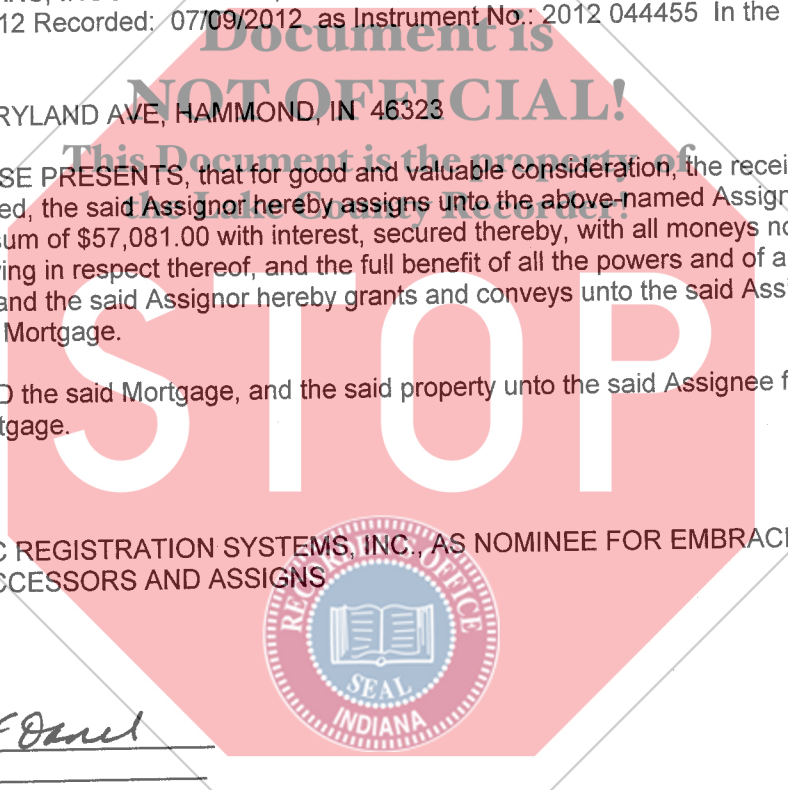 12 Recorded: 07/09/2012 as Instrument No.: 2012 044455 In the
Document is
NOT OFFICIAL!
RYLAND AVE, HAMMOND, IN 46323
This Document is the property of
the Lake County Recorder!
SE PRESENTS, that for good and valuable consideration, the recei
ed, the said Assignor hereby assigns unto the above-named Assign
sum of $57,081.00 with interest, secured thereby, with all moneys no
ing in respect thereof, and the full benefit of all the powers and of a
and the said Assignor hereby grants and conveys unto the said Ass
Mortgage.
D the said Mortgage, and the said property unto the said Assignee f
tgage.
STOP
C REGISTRATION SYSTEMS, INC., AS NOMINEE FOR EMBRACE
CCESSORS AND ASSIGNS
RECORDER'S OFFICE
SEAL
INDIANA